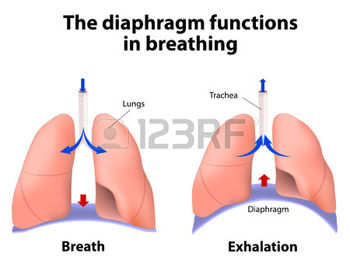 The diaphragm functions
in breathing
Lungs
Trachea
123RF
Diaphragm
Breath
Exhalation